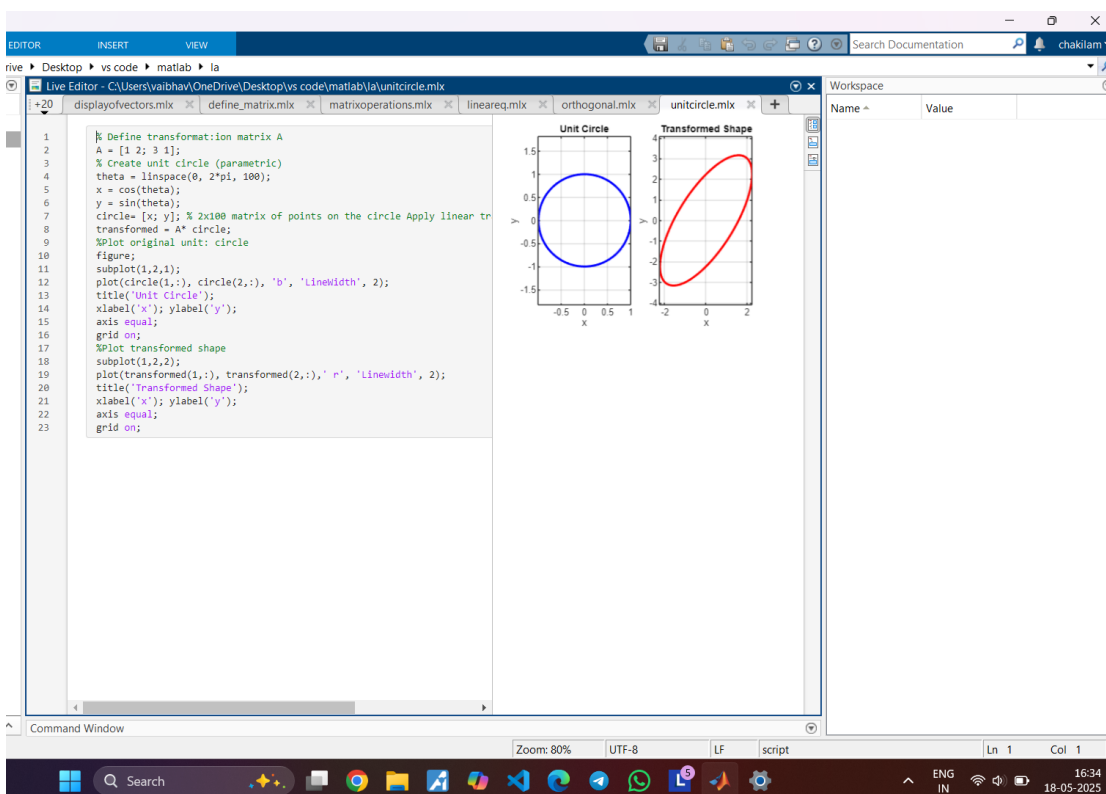 EDITOR INSERT VIEW
Search Documentation
chakilam
rive ▸ Desktop ▸ vs code ▸ matlab ▸ la
Live Editor - C:\Users\vaibhav\OneDrive\Desktop\vs code\matlab\la\unitcircle.mlx
+20 displayofvectors.mlx define_matrix.mlx matrixoperations.mlx lineareq.mlx orthogonal.mlx unitcircle.mlx
1 % Define transformat:ion matrix A
2 A = [1 2; 3 1];
3 % Create unit circle (parametric)
4 theta = linspace(0, 2*pi, 100);
5 x = cos(theta);
6 y = sin(theta);
7 circle= [x; y]; % 2x100 matrix of points on the circle Apply linear tr
8 transformed = A* circle;
9 %Plot original unit: circle
10 figure;
11 subplot(1,2,1);
12 plot(circle(1,:), circle(2,:), 'b', 'LineWidth', 2);
13 title('Unit Circle');
14 xlabel('x'); ylabel('y');
15 axis equal;
16 grid on;
17 %Plot transformed shape
18 subplot(1,2,2);
19 plot(transformed(1,:), transformed(2,:),' r', 'Linewidth', 2);
20 title('Transformed Shape');
21 xlabel('x'); ylabel('y');
22 axis equal;
23 grid on;
Unit Circle
1.5
1
0.5
0
-0.5
-1
-1.5
y
-0.5 0 0.5 1
x
Transformed Shape
4
3
2
1
0
-1
-2
-3
-4
y
-2 0 2
x
Workspace
Name Value
Command Window
Zoom: 80% UTF-8 LF script Ln 1 Col 1
Search
5
ENG
IN
16:34
18-05-2025